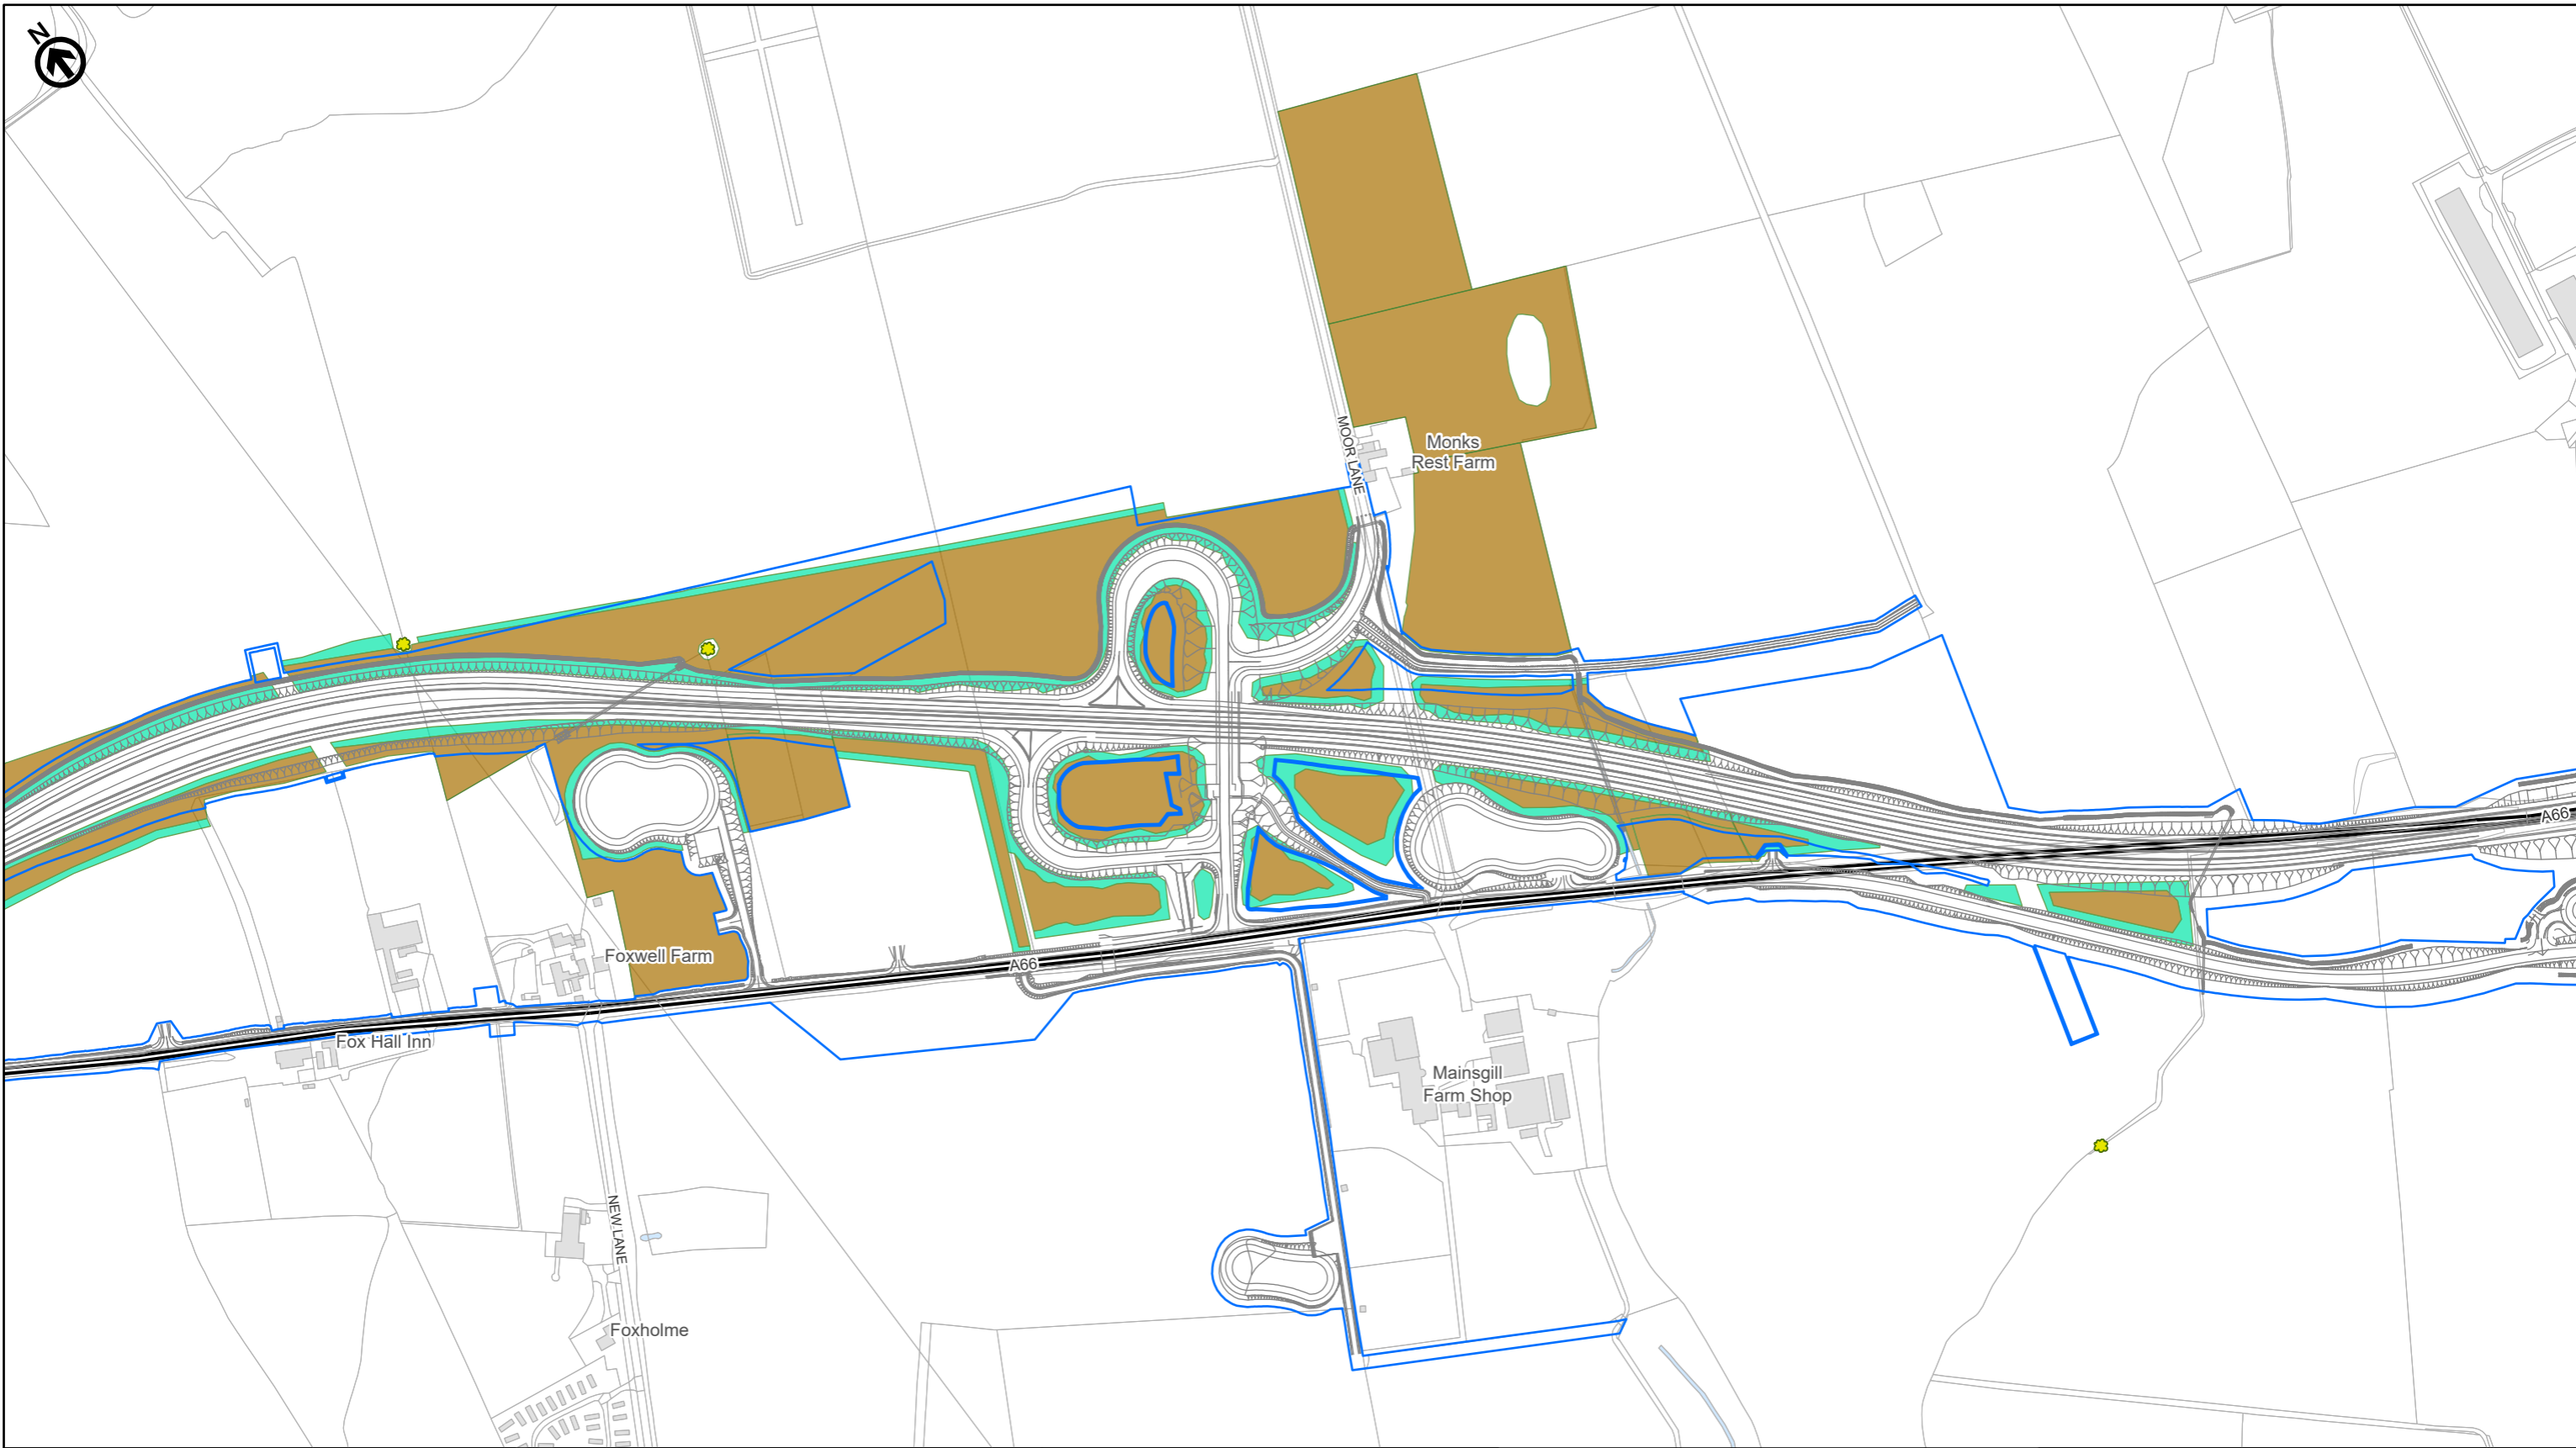 N
MOOR LANE
Monks
Rest Farm
A66
Foxwell Farm
A66
Fox Hall Inn
Mainsgill
Farm Shop
NEW LANE
Foxholme